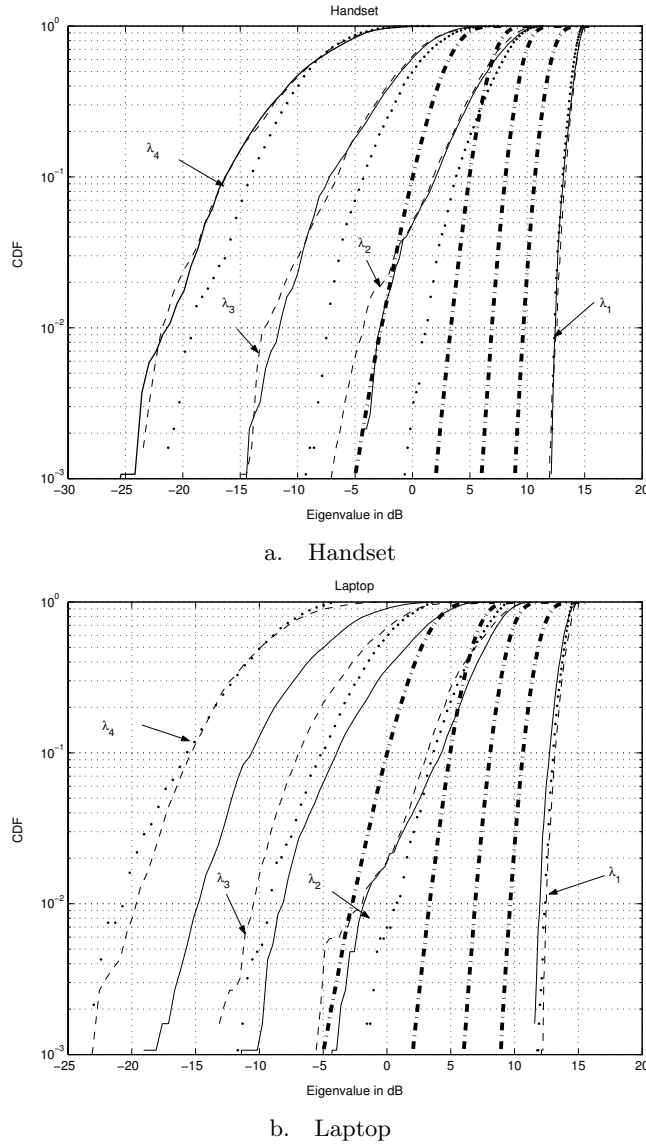 Handset
10^0
10^-1
10^-2
10^-3
CDF
λ4
λ3
λ2
λ1
−30 −25 −20 −15 −10 −5 0 5 10 15 20
Eigenvalue in dB
a. Handset
Laptop
10^0
10^-1
10^-2
10^-3
CDF
λ4
λ3
λ2
λ1
−25 −20 −15 −10 −5 0 5 10 15 20
Eigenvalue in dB
b. Laptop